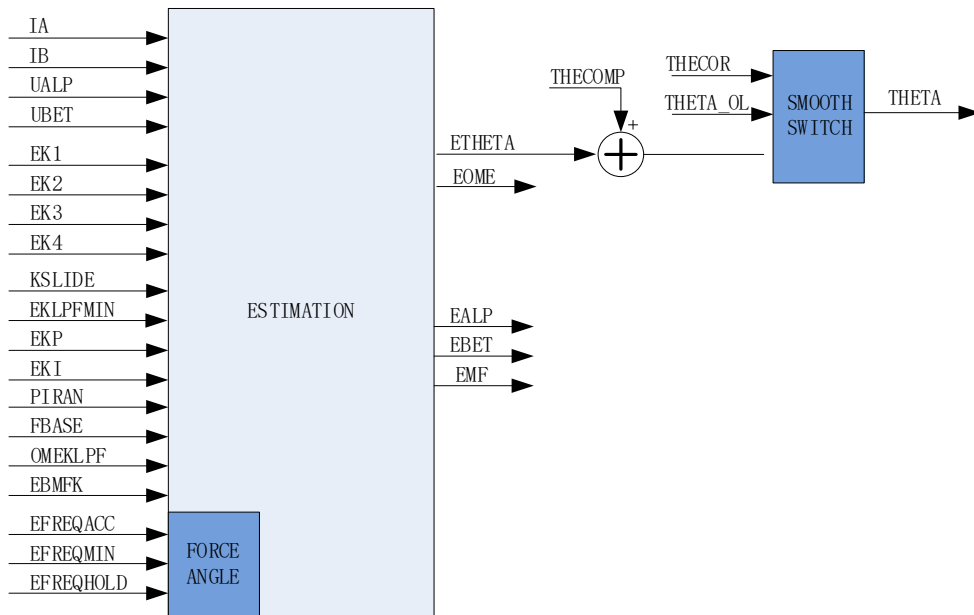 IA
IB
UALP
UBET
EK1
EK2
EK3
EK4
KSLIDE
EKLPFMIN
EKP
EKI
PIRAN
FBASE
OMEKLPF
EBMFK
EFREQACC
EFREQMIN
EFREQHOLD
FORCE
ANGLE
ESTIMATION
ETHETA
EOME
EALP
EBET
EMF
THECOMP
+
THECOR
THETA_OL
SMOOTH
SWITCH
THETA